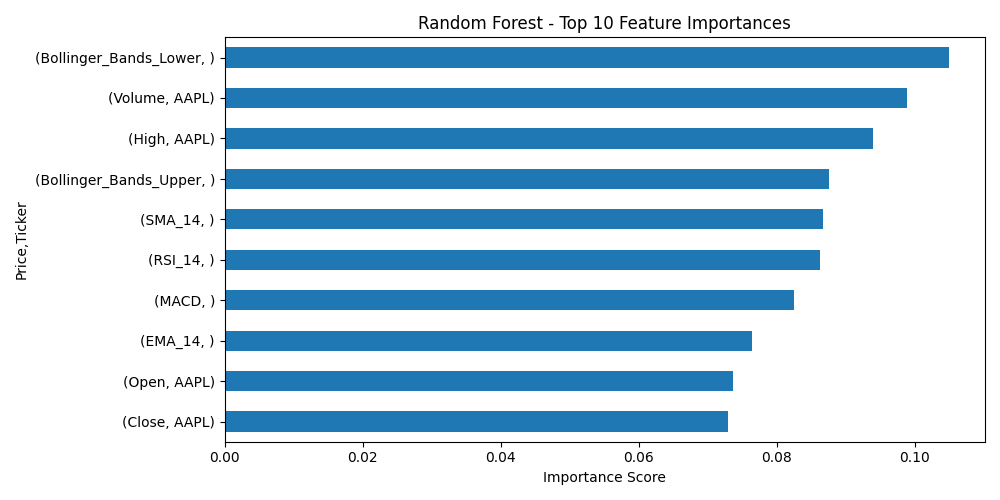 Random Forest - Top 10 Feature Importances
(Bollinger_Bands_Lower, )
(Volume, AAPL)
(High, AAPL)
(Bollinger_Bands_Upper, )
(SMA_14, )
(RSI_14, )
(MACD, )
(EMA_14, )
(Open, AAPL)
(Close, AAPL)
Price,Ticker
0.00 0.02 0.04 0.06 0.08 0.10
Importance Score